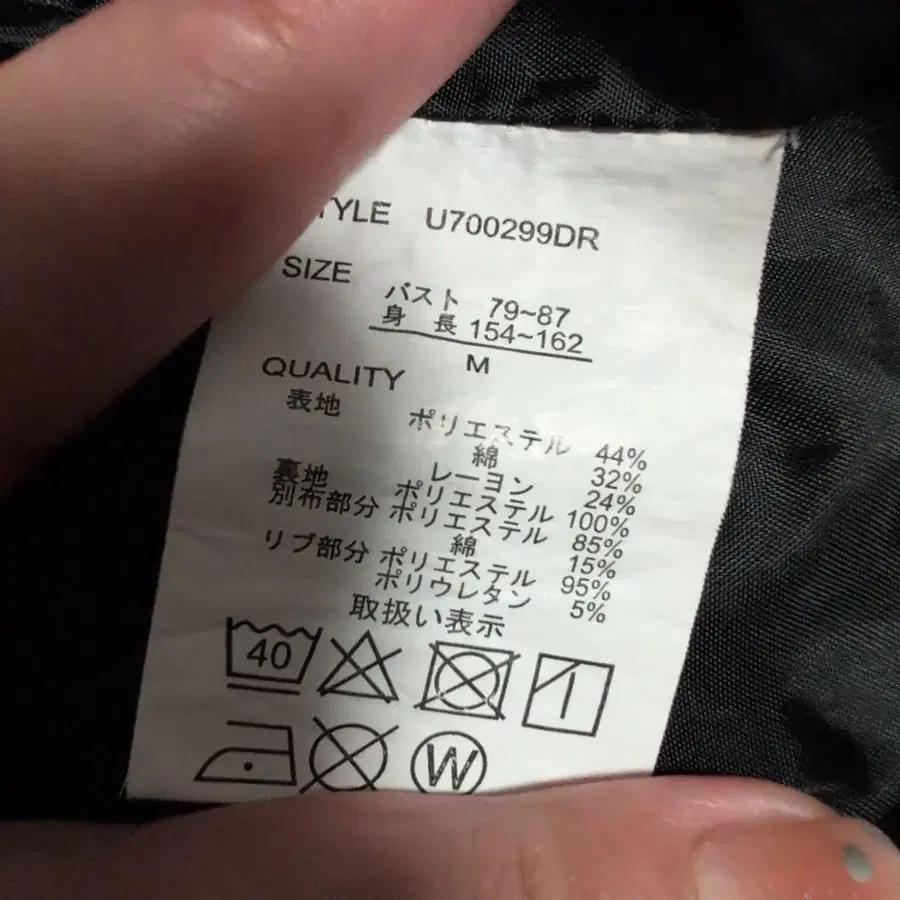 STYLE U700299DR
SIZE
バスト 79~87
身 長 154~162
M
QUALITY
表地 ポリエステル 44%
綿 32%
レーヨン 24%
裏地 ポリエステル 100%
別布部分 ポリエステル 85%
綿 15%
リブ部分 ポリエステル 95%
ポリウレタン 5%
取扱い表示
40
W